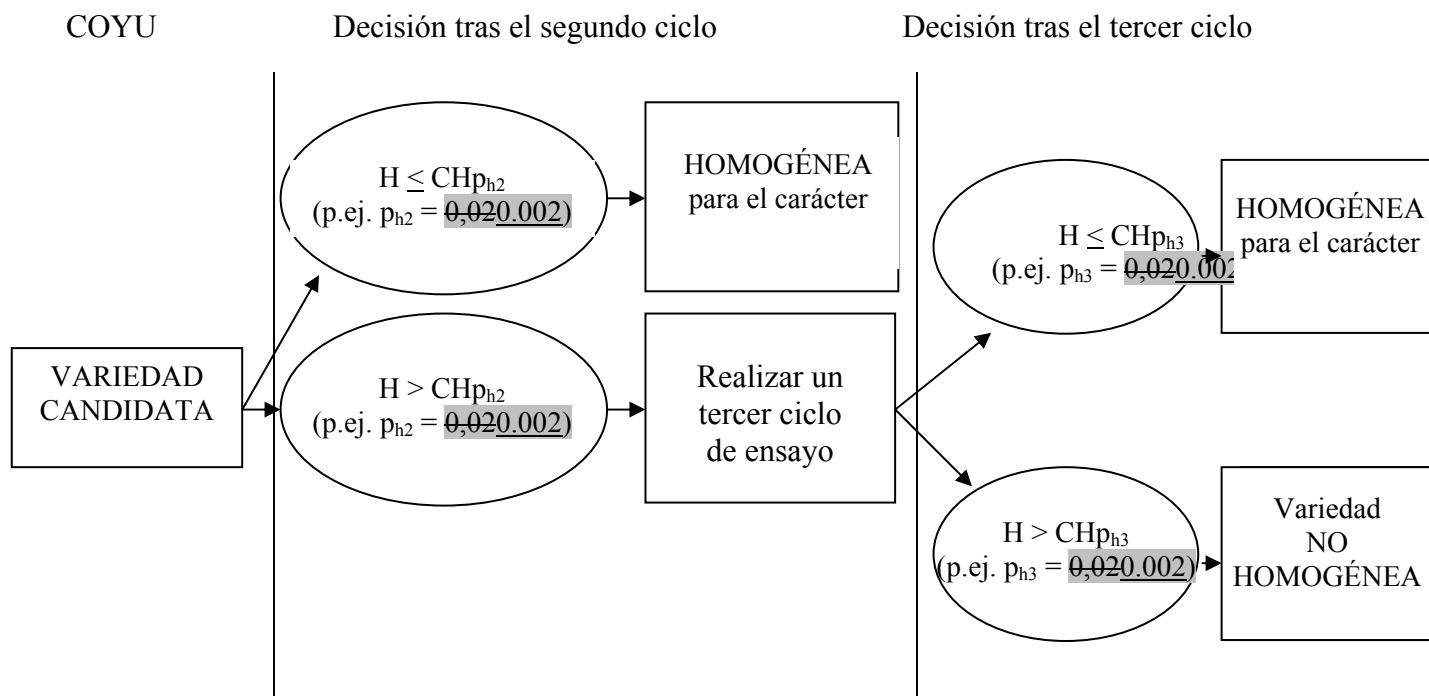 COYU
Decisión tras el segundo ciclo
Decisión tras el tercer ciclo
VARIEDAD
CANDIDATA
H ≤ CHph2
(p.ej. ph2 = 0,020.002)
HOMOGÉNEA
para el carácter
H > CHph2
(p.ej. ph2 = 0,020.002)
Realizar un
tercer ciclo
de ensayo
H ≤ CHph3
(p.ej. ph3 = 0,020.002
HOMOGÉNEA
para el carácter
H > CHph3
(p.ej. ph3 = 0,020.002)
Variedad
NO
HOMOGÉNEA